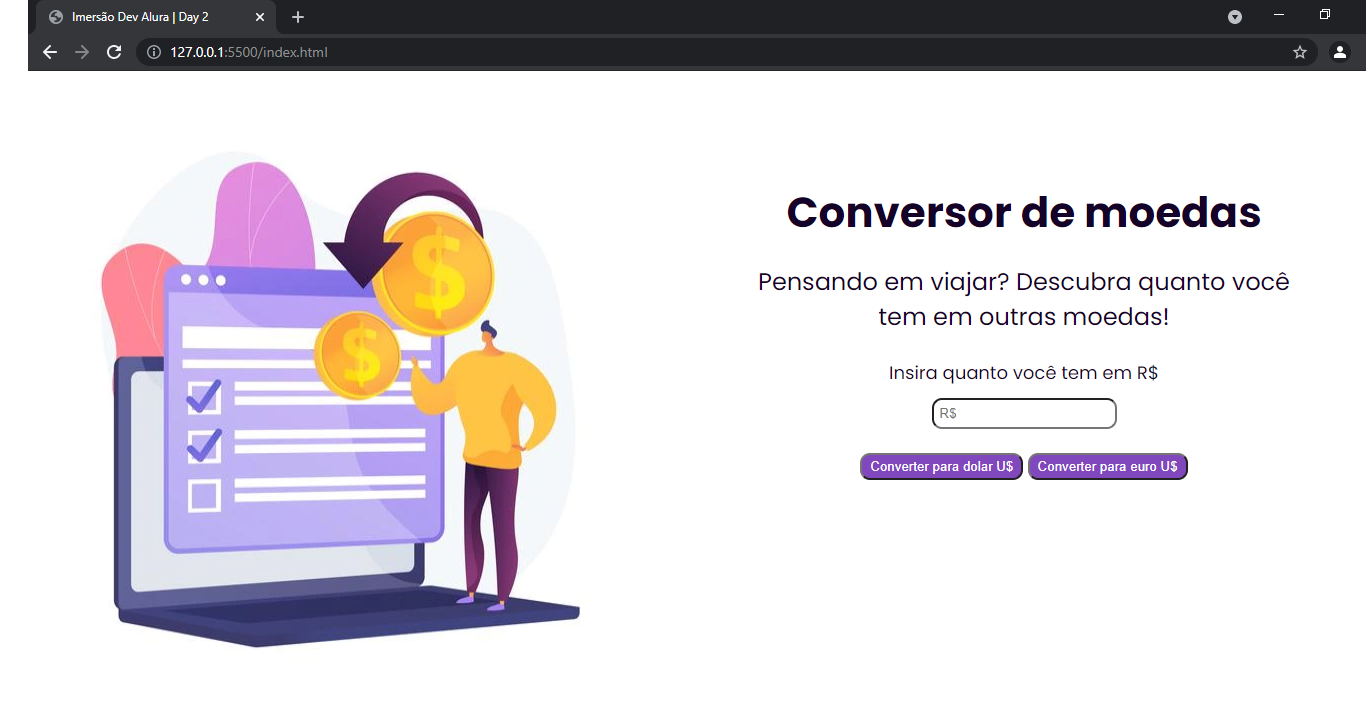 Imersão Dev Alura | Day 2
127.0.0.1:5500/index.html
Conversor de moedas
Pensando em viajar? Descubra quanto você
tem em outras moedas!
Insira quanto você tem em R$
R$
Converter para dolar U$ Converter para euro U$
$
$